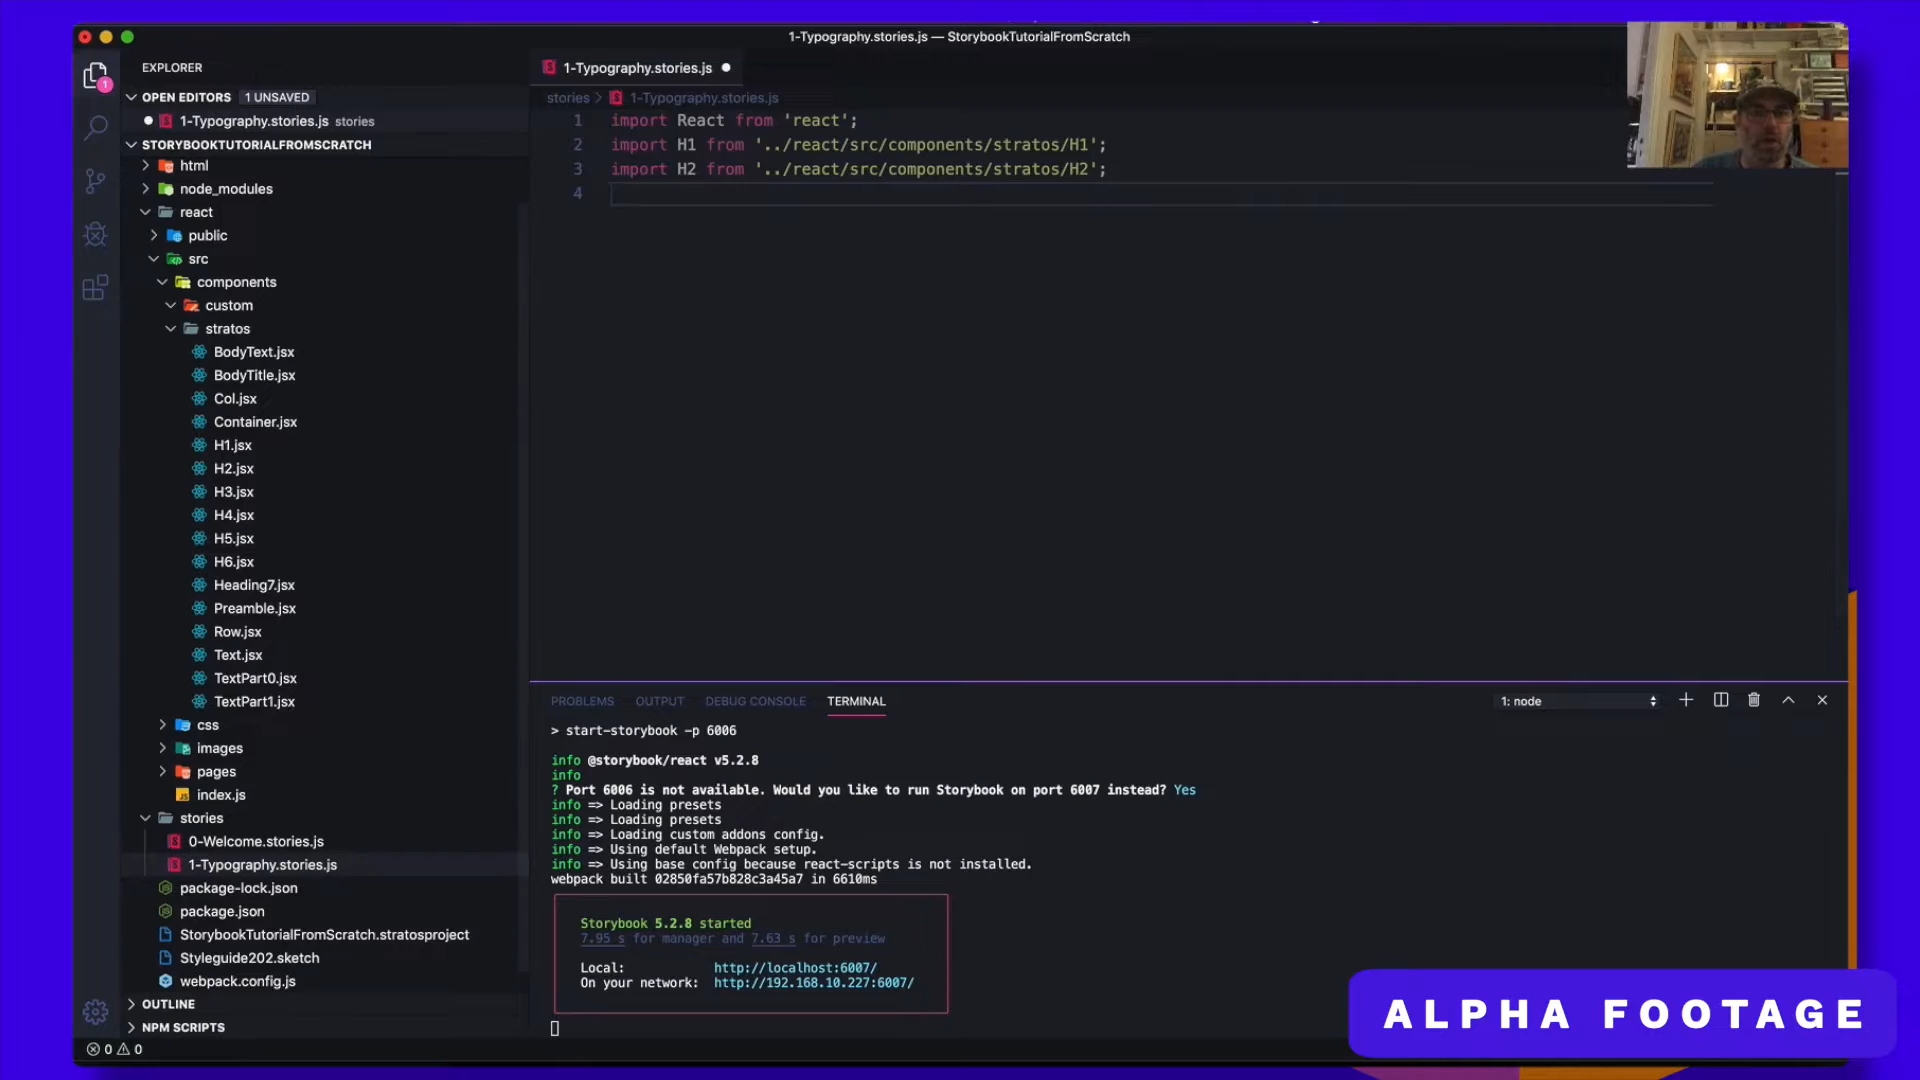 1-Typography.stories.js — StorybookTutorialFromScratch
EXPLORER
1
OPEN EDITORS 1 UNSAVED
1-Typography.stories.js stories
STORYBOOKTUTORIALFROMSCRATCH
html
node_modules
react
public
src
components
custom
stratos
BodyText.jsx
BodyTitle.jsx
Col.jsx
Container.jsx
H1.jsx
H2.jsx
H3.jsx
H4.jsx
H5.jsx
H6.jsx
Heading7.jsx
Preamble.jsx
Row.jsx
Text.jsx
TextPart0.jsx
TextPart1.jsx
css
images
pages
index.js
stories
0-Welcome.stories.js
1-Typography.stories.js
package-lock.json
package.json
StorybookTutorialFromScratch.stratosproject
Styleguide202.sketch
webpack.config.js
OUTLINE
NPM SCRIPTS
0 0
1-Typography.stories.js
stories > 1-Typography.stories.js
1 import React from 'react';
2 import H1 from '../react/src/components/stratos/H1';
3 import H2 from '../react/src/components/stratos/H2';
4
PROBLEMS OUTPUT DEBUG CONSOLE TERMINAL 1: node
> start-storybook -p 6006
info @storybook/react v5.2.8
info
? Port 6006 is not available. Would you like to run Storybook on port 6007 instead? Yes
info => Loading presets
info => Loading presets
info => Loading custom addons config.
info => Using default Webpack setup.
info => Using base config because react-scripts is not installed.
webpack built 02850fa57b828c3a45a7 in 6610ms
Storybook 5.2.8 started
7.95 s for manager and 7.63 s for preview
Local: http://localhost:6007/
On your network: http://192.168.10.227:6007/
ALPHA FOOTAGE